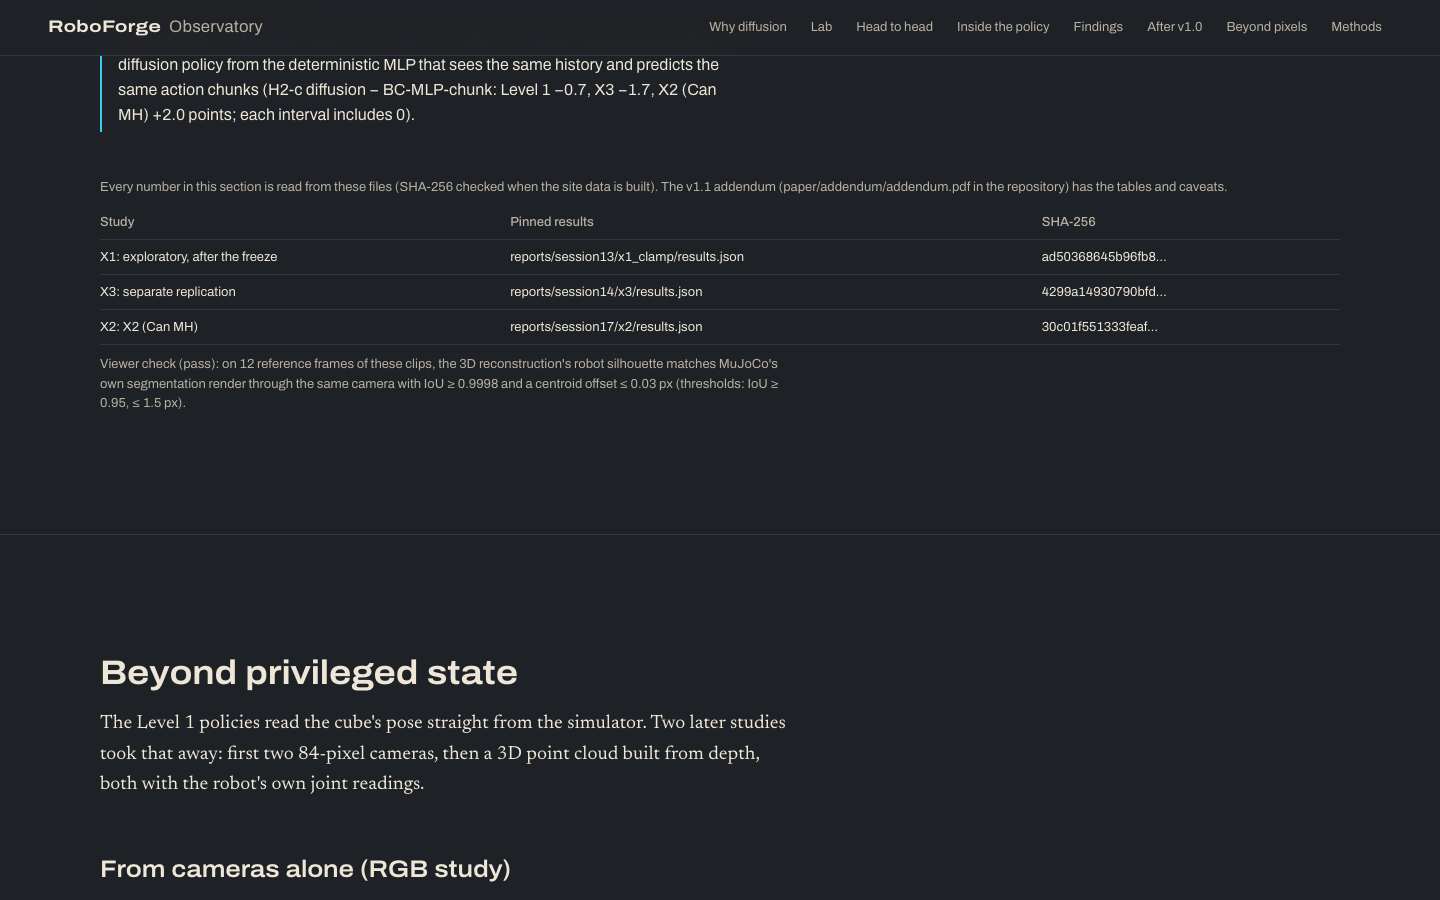 RoboForge Observatory
Why diffusion Lab Head to head Inside the policy Findings After v1.0 Beyond pixels Methods
diffusion policy from the deterministic MLP that sees the same history and predicts the
same action chunks (H2-c diffusion − BC-MLP-chunk: Level 1 −0.7, X3 −1.7, X2 (Can
MH) +2.0 points; each interval includes 0).
Every number in this section is read from these files (SHA-256 checked when the site data is built). The v1.1 addendum (paper/addendum/addendum.pdf in the repository) has the tables and caveats.
Study Pinned results SHA-256
X1: exploratory, after the freeze reports/session13/x1_clamp/results.json ad50368645b96fb8…
X3: separate replication reports/session14/x3/results.json 4299a14930790bfd…
X2: X2 (Can MH) reports/session17/x2/results.json 30c01f551333feaf…
Viewer check (pass): on 12 reference frames of these clips, the 3D reconstruction's robot silhouette matches MuJoCo's
own segmentation render through the same camera with IoU ≥ 0.9998 and a centroid offset ≤ 0.03 px (thresholds: IoU ≥
0.95, ≤ 1.5 px).
Beyond privileged state
The Level 1 policies read the cube's pose straight from the simulator. Two later studies
took that away: first two 84-pixel cameras, then a 3D point cloud built from depth,
both with the robot's own joint readings.
From cameras alone (RGB study)